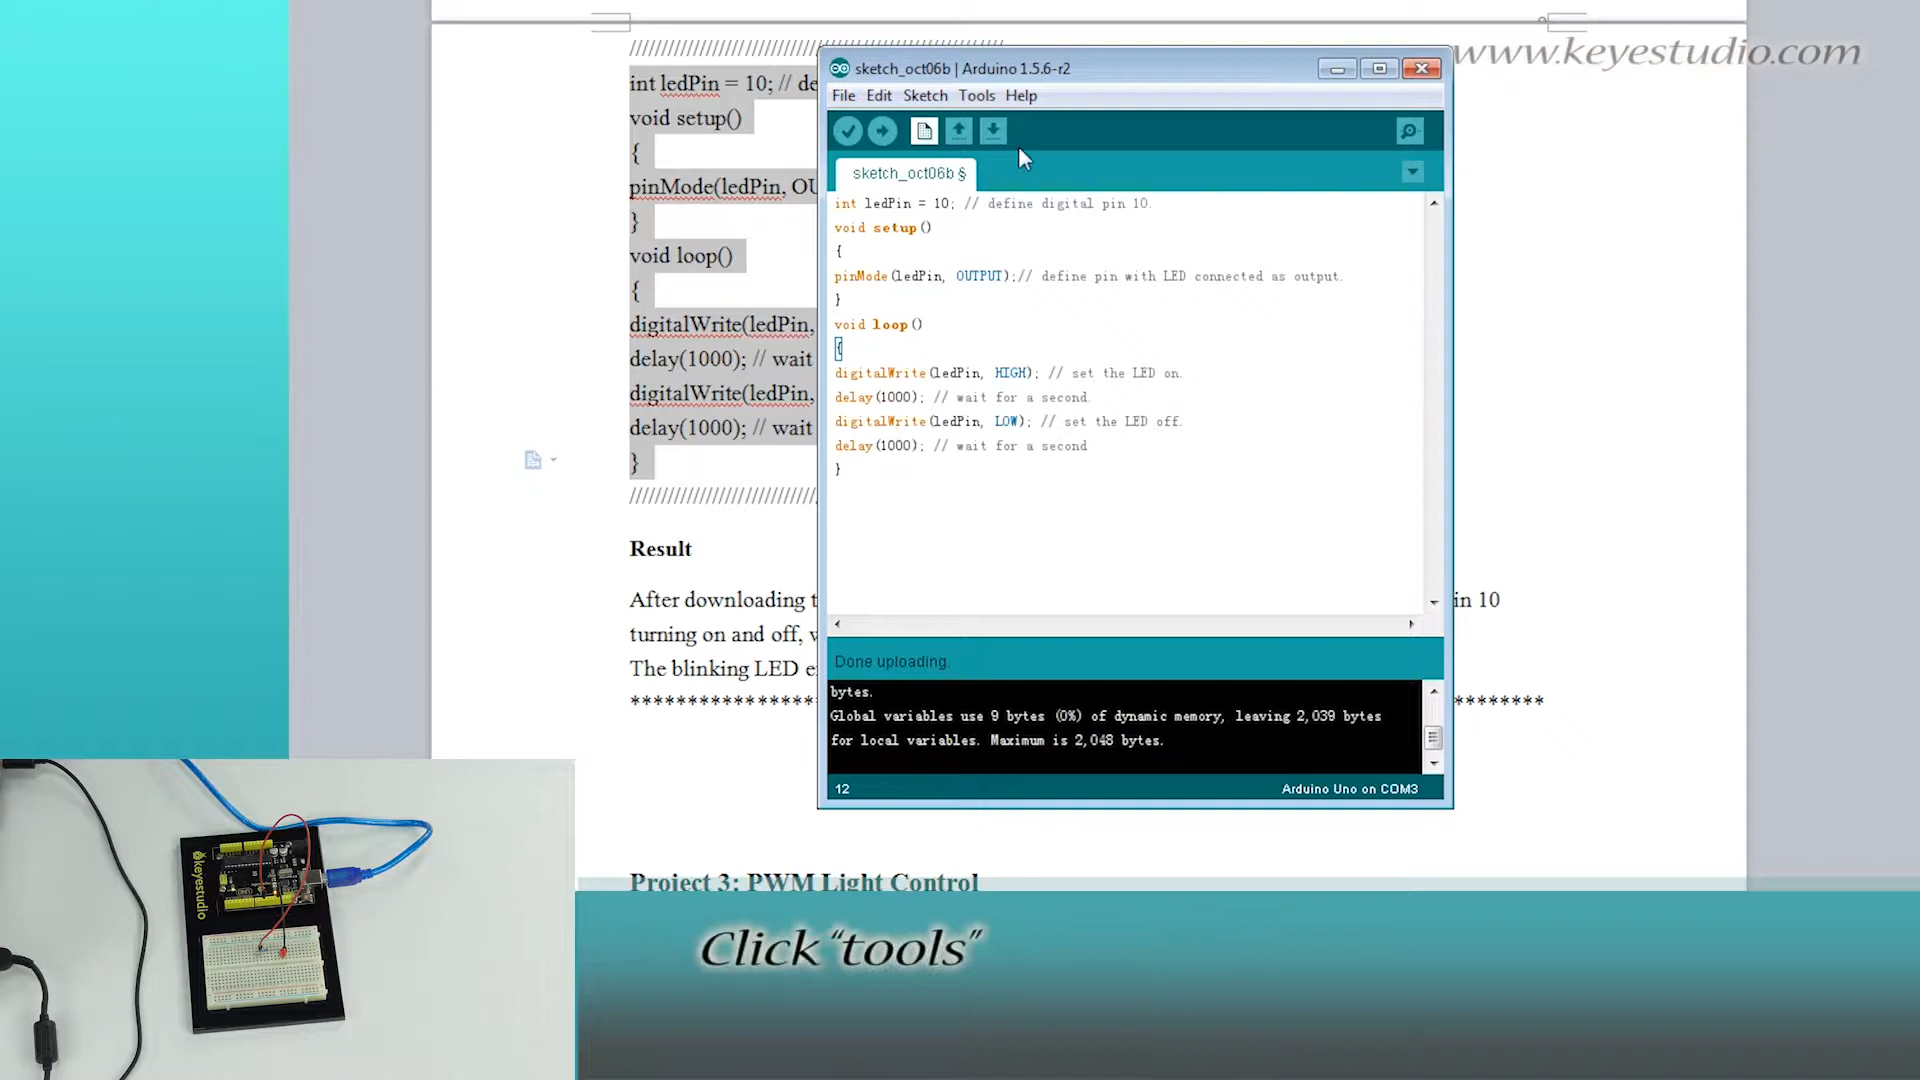 www.keyestudio.com
////////////////////////////////////////////////////////////
int ledPin = 10; // de
void setup()
{
pinMode(ledPin, OU
}
void loop()
{
digitalWrite(ledPin,
delay(1000); // wait
digitalWrite(ledPin,
delay(1000); // wait
}
//////////////////////////////
Result
After downloading t
in 10
turning on and off, w
The blinking LED e
Project 3: PWM Light Control
sketch_oct06b | Arduino 1.5.6-r2
File Edit Sketch Tools Help
sketch_oct06b §
int ledPin = 10; // define digital pin 10.
void setup()
{
pinMode(ledPin, OUTPUT);// define pin with LED connected as output.
}
void loop()
{
digitalWrite(ledPin, HIGH); // set the LED on.
delay(1000); // wait for a second.
digitalWrite(ledPin, LOW); // set the LED off.
delay(1000); // wait for a second
}
Done uploading.
bytes.
Global variables use 9 bytes (0%) of dynamic memory, leaving 2,039 bytes
for local variables. Maximum is 2,048 bytes.
12
Arduino Uno on COM3
keyestudio
UNO
Click "tools"